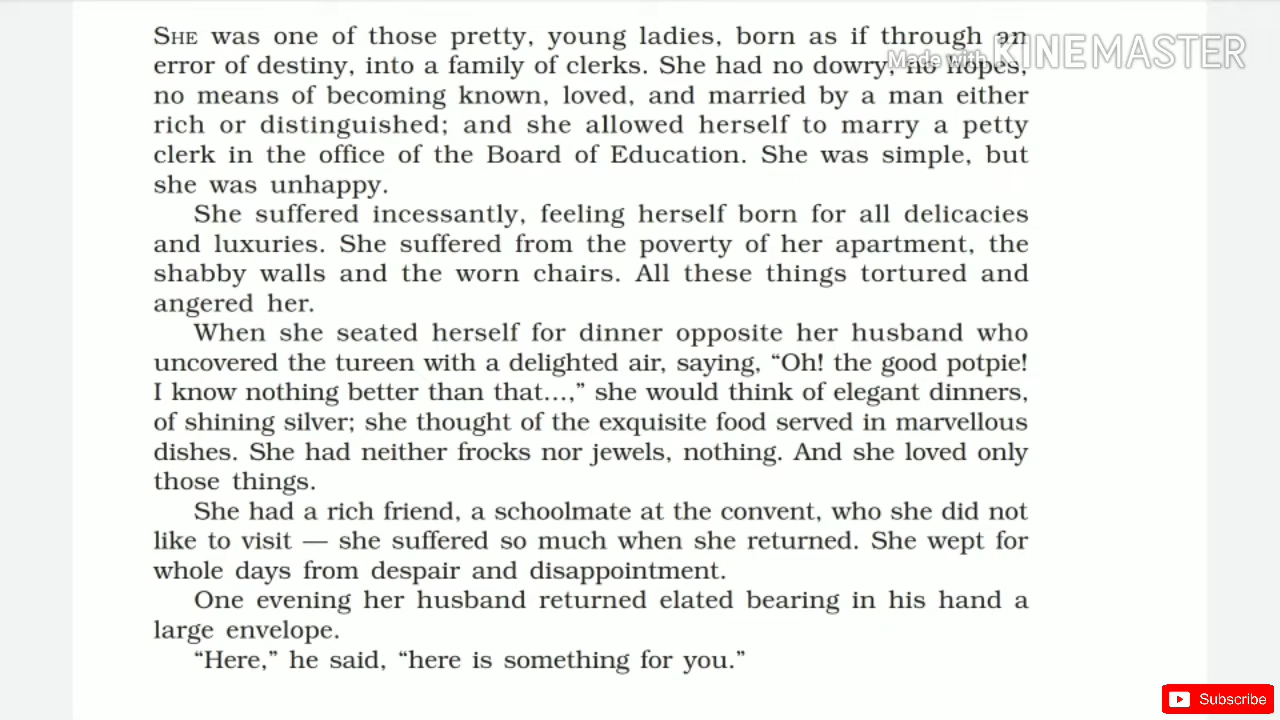 SHE was one of those pretty, young ladies, born as if through an
Made with KINEMASTER
error of destiny, into a family of clerks. She had no dowry, no hopes,
no means of becoming known, loved, and married by a man either
rich or distinguished; and she allowed herself to marry a petty
clerk in the office of the Board of Education. She was simple, but
she was unhappy.
She suffered incessantly, feeling herself born for all delicacies
and luxuries. She suffered from the poverty of her apartment, the
shabby walls and the worn chairs. All these things tortured and
angered her.
When she seated herself for dinner opposite her husband who
uncovered the tureen with a delighted air, saying, “Oh! the good potpie!
I know nothing better than that...,” she would think of elegant dinners,
of shining silver; she thought of the exquisite food served in marvellous
dishes. She had neither frocks nor jewels, nothing. And she loved only
those things.
She had a rich friend, a schoolmate at the convent, who she did not
like to visit — she suffered so much when she returned. She wept for
whole days from despair and disappointment.
One evening her husband returned elated bearing in his hand a
large envelope.
“Here,” he said, “here is something for you.”
Subscribe